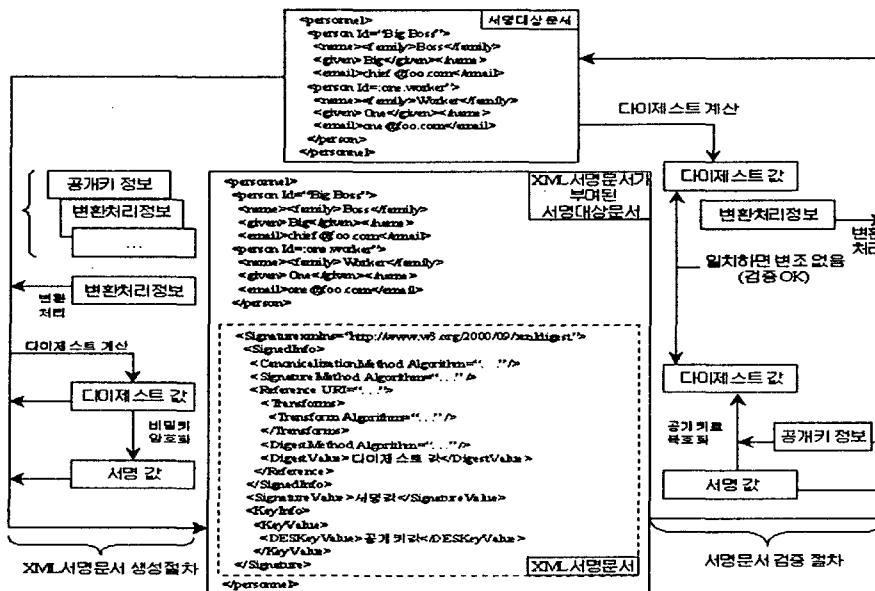 <personnel>
서명대상 문서
<person Id="Big Boss">
<name><family>Boss</family>
<given>Big</given></name>
<email>chief@foo.com</email>
<person Id=:one.worker">
<name><family>Worker</family>
<given>One</given></name>
<email>one@foo.com</email>
</person>
</personnel>
다이제스트 계산
공개키 정보
변환처리정보
...
변환처리정보
변환
처리
다이제스트 계산
다이제스트 값
비밀키
암호화
서명 값
XML서명문서 생성절차
<personnel>
XML서명문서가
부여된
서명대상문서
<person Id="Big Boss">
<name><family>Boss</family>
<given>Big</given></name>
<email>chief@foo.com</email>
<person Id=:one.worker">
<name><family>Worker</family>
<given>One</given></name>
<email>one@foo.com</email>
</person>
<Signature xmlns="http://www.w3.org/2000/09/xmldigest">
<SignedInfo>
<CanonicalizationMethod Algorithm="..."/>
<Signature Method Algorithm="..."/>
<Reference URI="...">
<Transforms>
<Transform Algorithm="..."/>
</Transforms>
<DigestMethod Algorithm="..."/>
<DigestValue>다이제스트 값</DigestValue>
</Reference>
</SignedInfo>
<SignatureValue>서명값</SignatureValue>
<KeyInfo>
<KeyValue>
<DESKeyValue>공개키값</DESKeyValue>
</KeyValue>
</Signature>
XML서명문서
</personnel>
다이제스트 값
변환처리정보
변환
처리
일치하면 변조 없음
(검증 OK)
다이제스트 값
공개 키로
복호화
공개키 정보
서명 값
서명문서 검증 절차